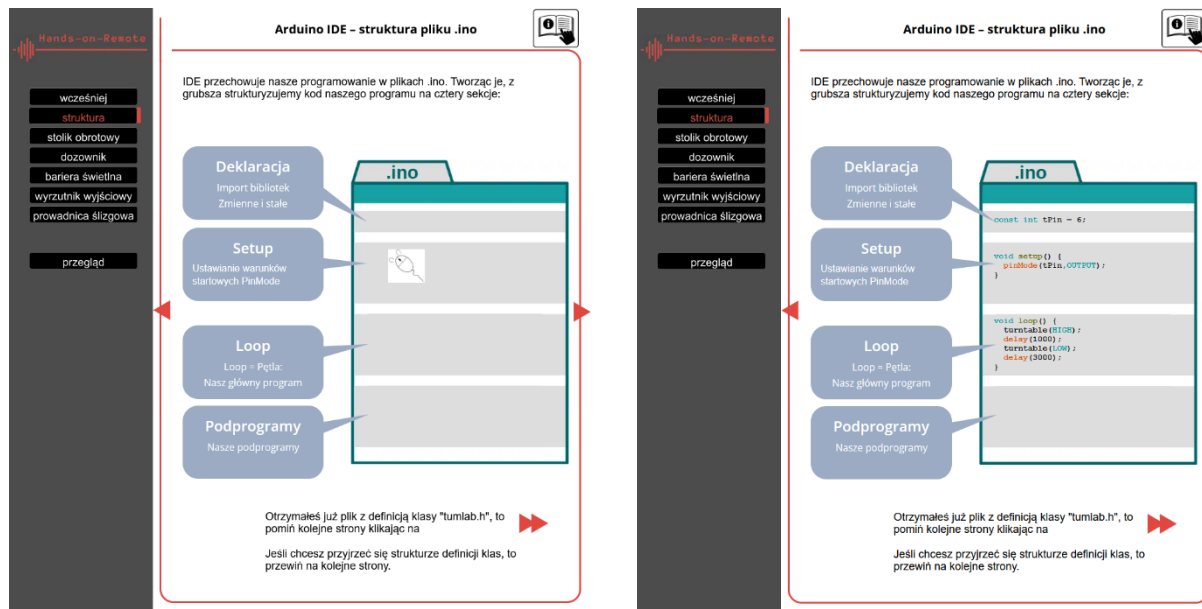 Arduino IDE – struktura pliku .ino
Hands-on-Remote
IDE przechowuje nasze programowanie w plikach .ino. Tworząc je, z
grubsza strukturyzujemy kod naszego programu na cztery sekcje:
wcześniej
struktura
stolik obrotowy
dozownik
bariera świetlna
wyrzutnik wyjściowy
prowadnica ślizgowa
przegląd
Deklaracja
Import bibliotek
Zmienne i stałe
.ino
Setup
Ustawianie warunków
startowych PinMode
Loop
Loop = Pętla:
Nasz główny program
Podprogramy
Nasze podprogramy
Otrzymałeś już plik z definicją klasy "tumlab.h", to
pomiń kolejne strony klikając na
Jeśli chcesz przyjrzeć się strukturze definicji klas, to
przewiń na kolejne strony.
Arduino IDE – struktura pliku .ino
Hands-on-Remote
IDE przechowuje nasze programowanie w plikach .ino. Tworząc je, z
grubsza strukturyzujemy kod naszego programu na cztery sekcje:
wcześniej
struktura
stolik obrotowy
dozownik
bariera świetlna
wyrzutnik wyjściowy
prowadnica ślizgowa
przegląd
Deklaracja
Import bibliotek
Zmienne i stałe
.ino
const int tPin = 6;
Setup
Ustawianie warunków
startowych PinMode
void setup() {
pinMode(tPin,OUTPUT);
}
Loop
Loop = Pętla:
Nasz główny program
void loop() {
turntable(HIGH);
delay(1000);
turntable(LOW);
delay(3000);
}
Podprogramy
Nasze podprogramy
Otrzymałeś już plik z definicją klasy "tumlab.h", to
pomiń kolejne strony klikając na
Jeśli chcesz przyjrzeć się strukturze definicji klas, to
przewiń na kolejne strony.